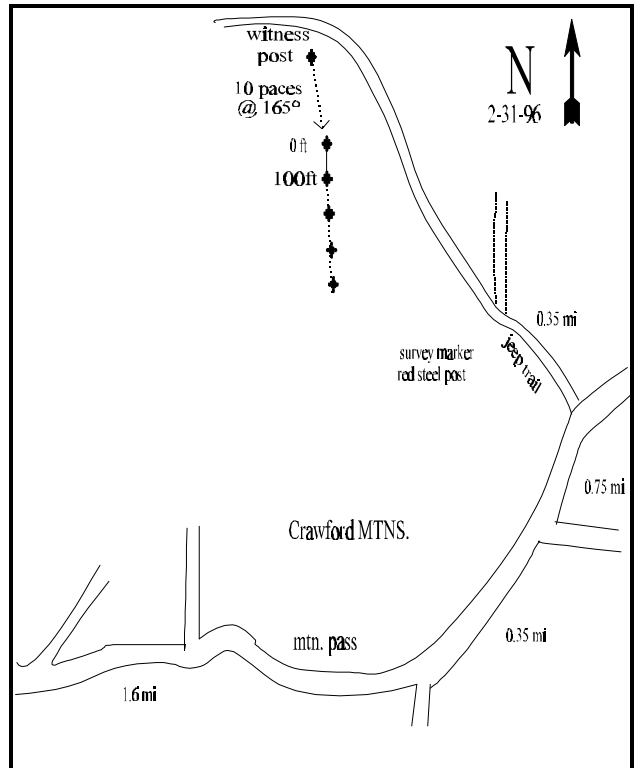 witness
post
N
2-31-96
10 paces
@ 165°
0 ft
100ft
0.35 mi
jeep trail
survey marker
red steel post
0.75 mi
Crawford MTNS.
0.35 mi
mtn. pass
1.6 mi